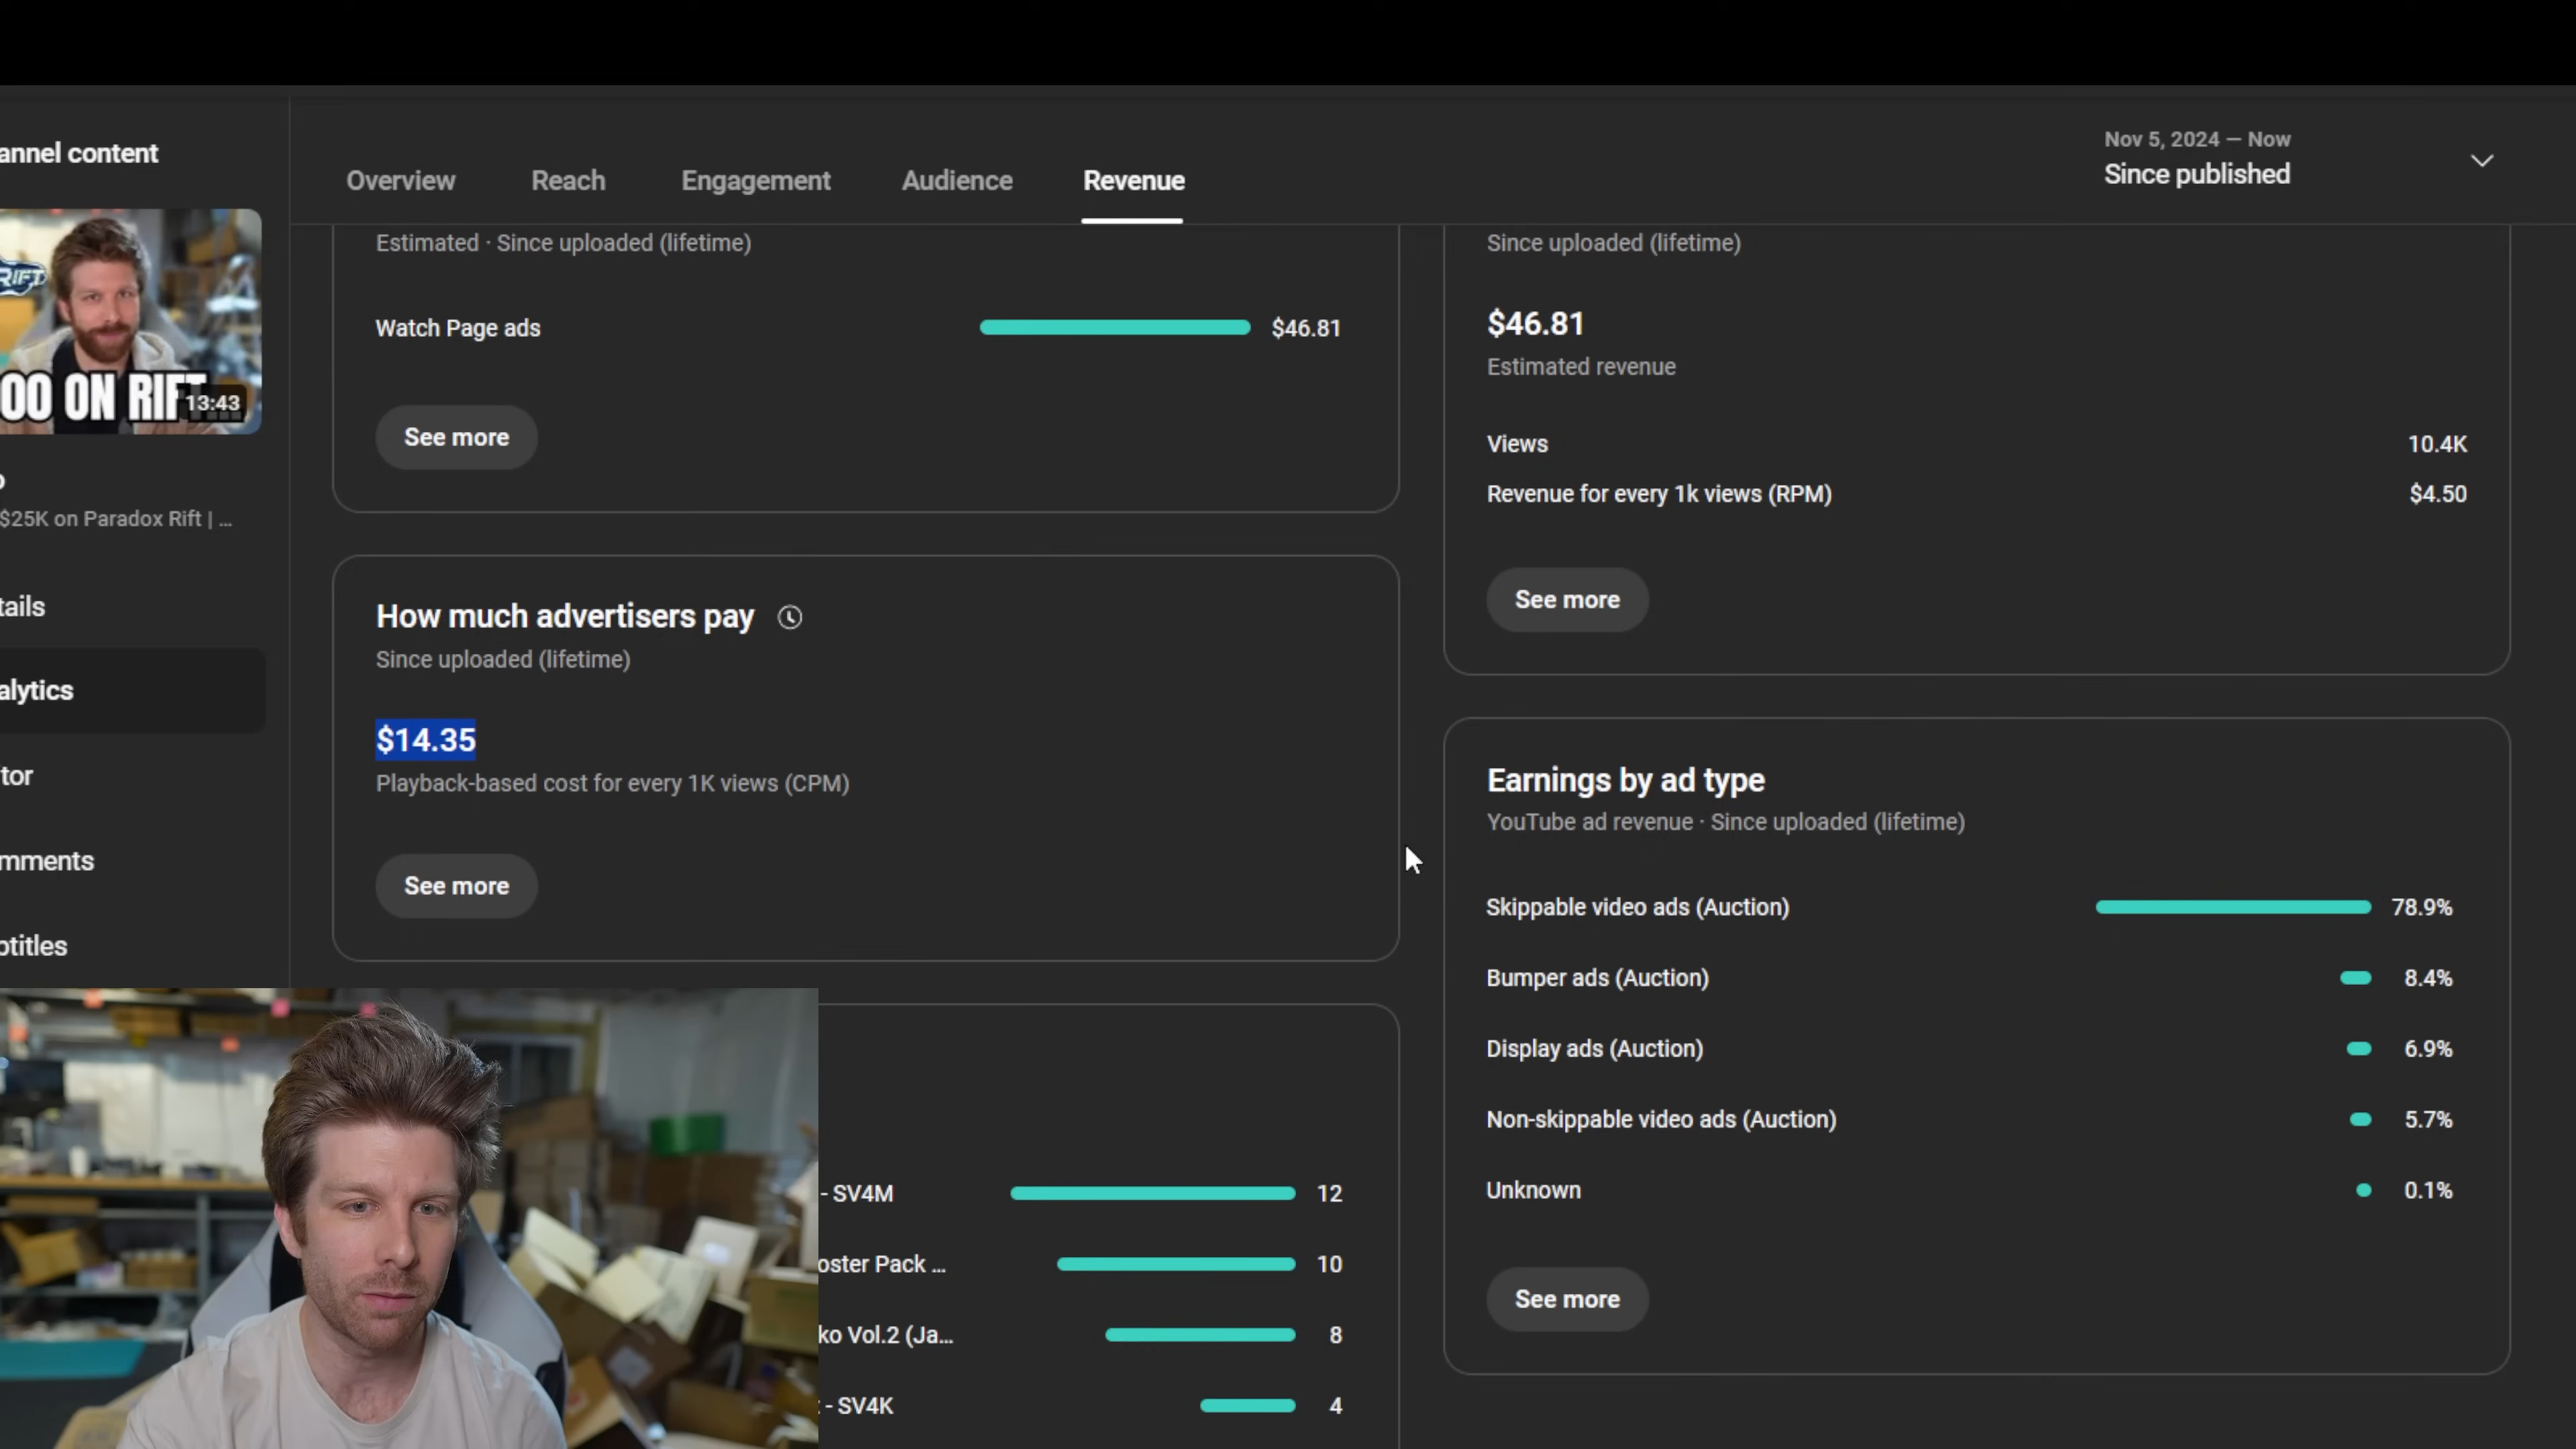 annel content
Overview Reach Engagement Audience Revenue
Nov 5, 2024 — Now
Since published
RIFT
00 ON RIFT
13:43
$25K on Paradox Rift | ...
tails
alytics
tor
mments
otitles
Estimated · Since uploaded (lifetime)
Watch Page ads $46.81
See more
How much advertisers pay
Since uploaded (lifetime)
$14.35
Playback-based cost for every 1K views (CPM)
See more
- SV4M 12
oster Pack ... 10
ko Vol.2 (Ja... 8
- SV4K 4
Since uploaded (lifetime)
$46.81
Estimated revenue
Views 10.4K
Revenue for every 1k views (RPM) $4.50
See more
Earnings by ad type
YouTube ad revenue · Since uploaded (lifetime)
Skippable video ads (Auction) 78.9%
Bumper ads (Auction) 8.4%
Display ads (Auction) 6.9%
Non-skippable video ads (Auction) 5.7%
Unknown 0.1%
See more